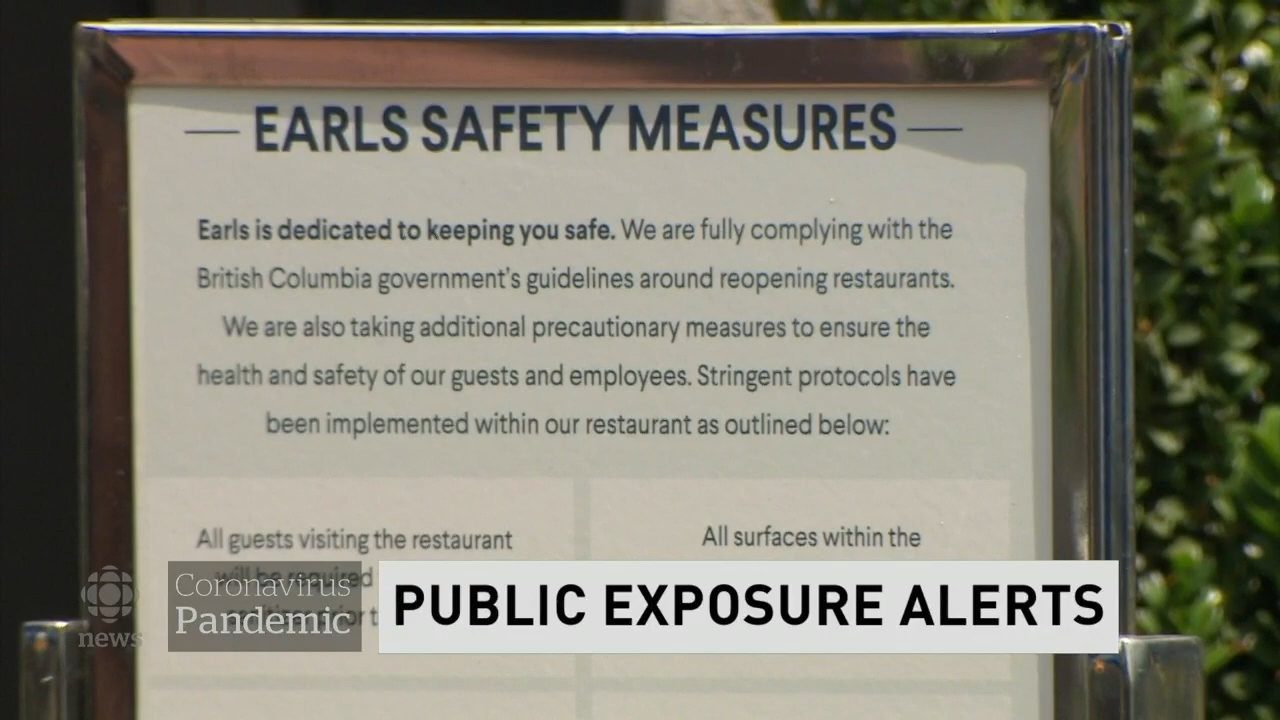 — EARLS SAFETY MEASURES —
Earls is dedicated to keeping you safe. We are fully complying with the
British Columbia government's guidelines around reopening restaurants.
We are also taking additional precautionary measures to ensure the
health and safety of our guests and employees. Stringent protocols have
been implemented within our restaurant as outlined below:
All guests visiting the restaurant
will be required
All surfaces within the
news
Coronavirus
Pandemic
PUBLIC EXPOSURE ALERTS